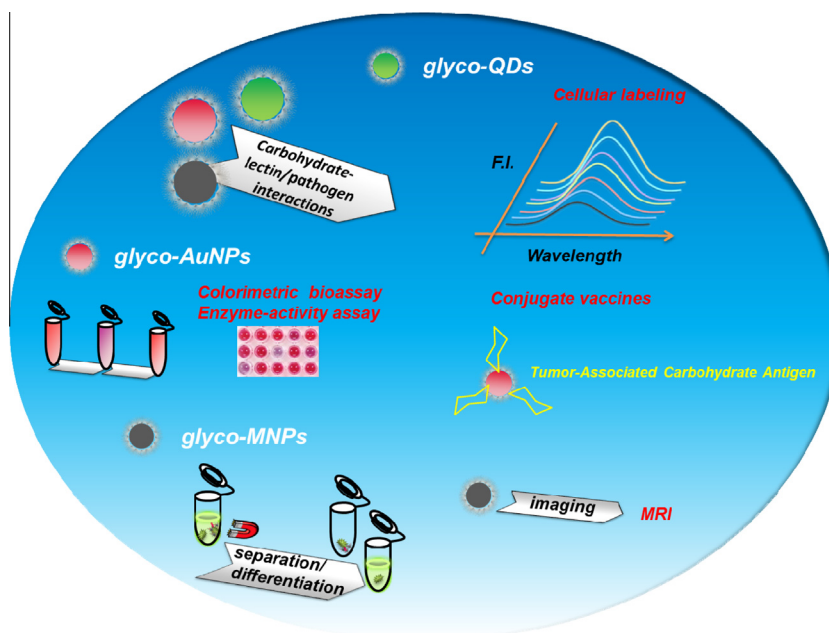 glyco-QDs
Cellular labeling
Carbohydrate-
lectin/pathogen
interactions
F.I.
Wavelength
glyco-AuNPs
Colorimetric bioassay
Enzyme-activity assay
Conjugate vaccines
Tumor-Associated Carbohydrate Antigen
glyco-MNPs
imaging
MRI
separation/
differentiation